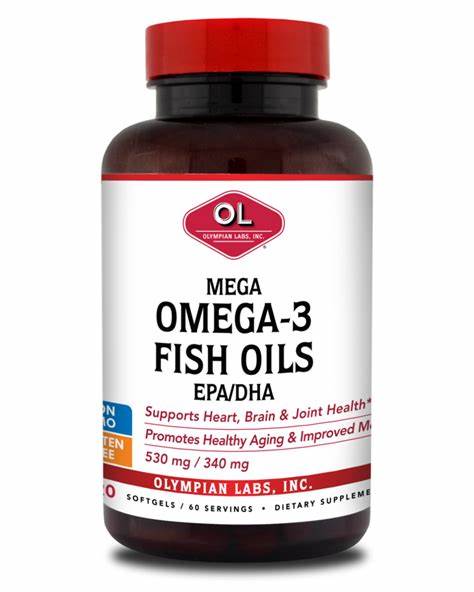 OL
OLYMPIAN LABS, INC.
®
MEGA
OMEGA-3
FISH OILS
EPA/DHA
Supports Heart, Brain & Joint Health*
Promotes Healthy Aging & Improved
530 mg / 340 mg
OLYMPIAN LABS, INC.
SOFTGELS / 60 SERVINGS • DIETARY